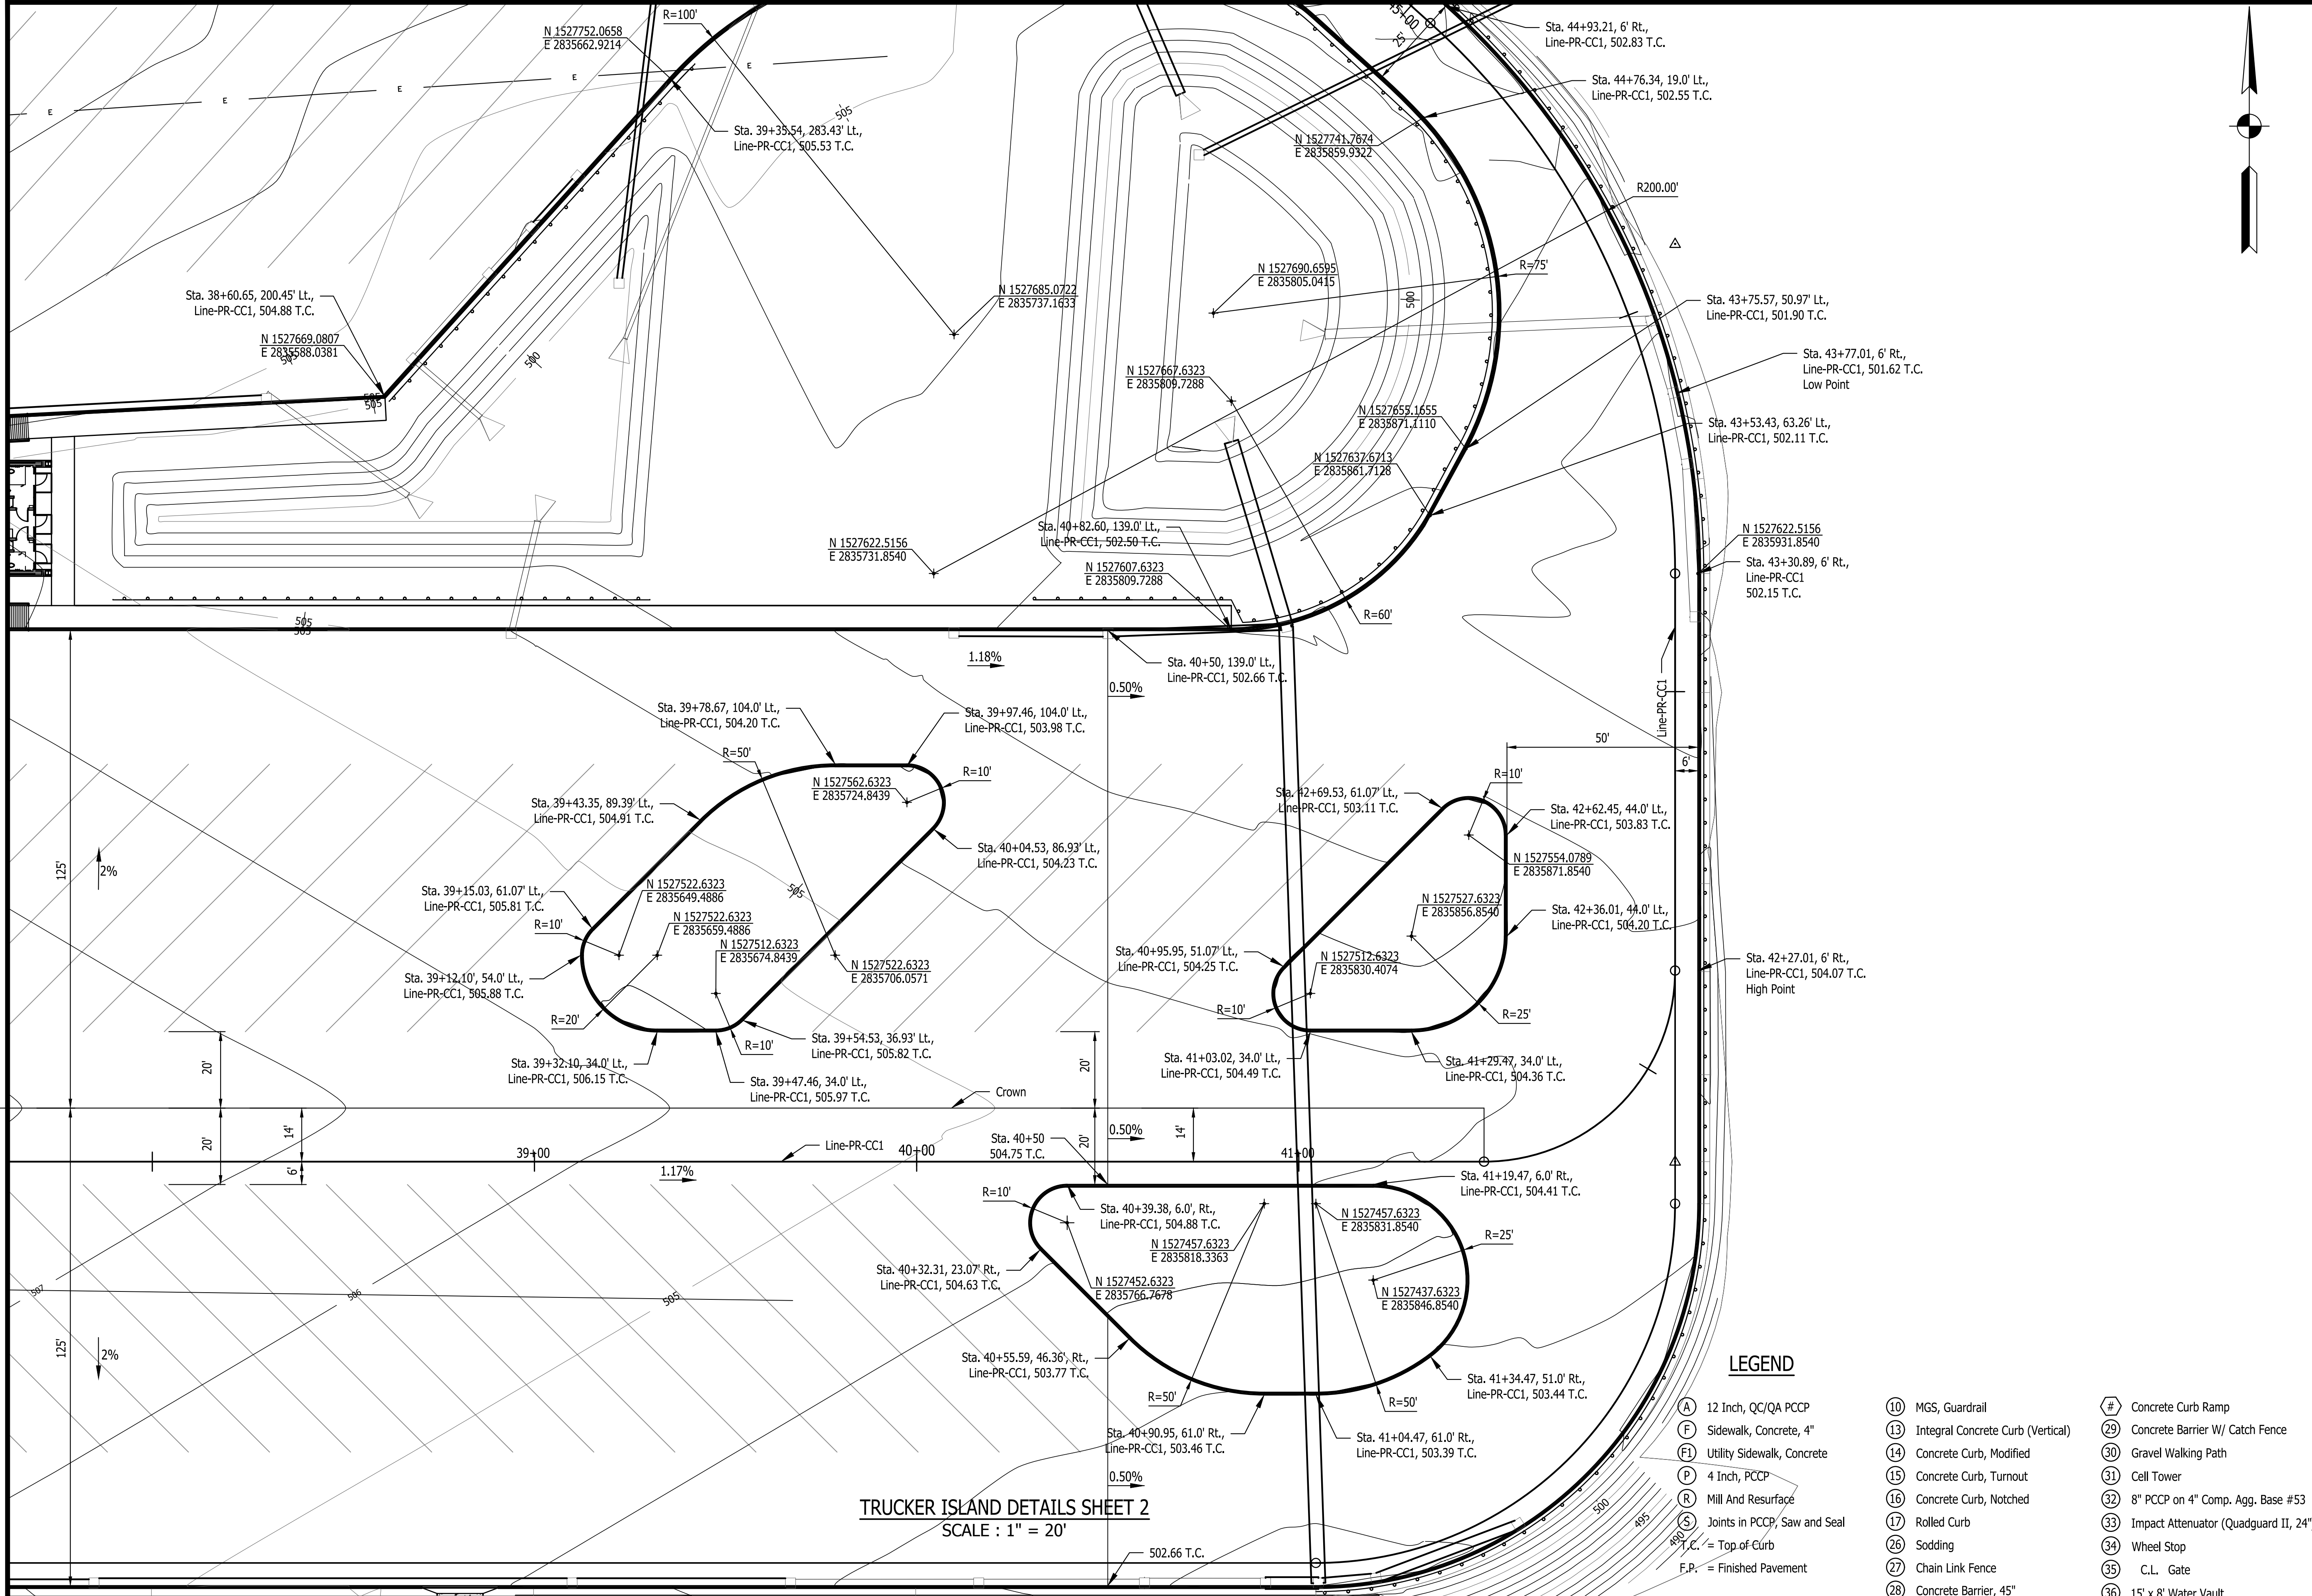 R=100'
N 1527752.0658
E 2835662.9214
45+00
25'
Sta. 44+93.21, 6' Rt.,
Line-PR-CC1, 502.83 T.C.
Sta. 44+76.34, 19.0' Lt.,
Line-PR-CC1, 502.55 T.C.
E
E
E
E
E
505
Sta. 39+35.54, 283.43' Lt.,
Line-PR-CC1, 505.53 T.C.
N 1527741.7674
E 2835859.9322
R200.00'
N 1527690.6595
E 2835805.0415
R=75'
Sta. 38+60.65, 200.45' Lt.,
Line-PR-CC1, 504.88 T.C.
N 1527685.0722
E 2835737.1633
500
Sta. 43+75.57, 50.97' Lt.,
Line-PR-CC1, 501.90 T.C.
N 1527669.0807
E 2835588.0381
505
500
Sta. 43+77.01, 6' Rt.,
Line-PR-CC1, 501.62 T.C.
Low Point
N 1527667.6323
E 2835809.7288
505
505
N 1527655.1655
E 2835871.1110
Sta. 43+53.43, 63.26' Lt.,
Line-PR-CC1, 502.11 T.C.
N 1527637.6713
E 2835861.7128
Sta. 40+82.60, 139.0' Lt.,
Line-PR-CC1, 502.50 T.C.
N 1527622.5156
E 2835731.8540
N 1527622.5156
E 2835931.8540
N 1527607.6323
E 2835809.7288
Sta. 43+30.89, 6' Rt.,
Line-PR-CC1
502.15 T.C.
R=60'
505
505
1.18%
Sta. 40+50, 139.0' Lt.,
Line-PR-CC1, 502.66 T.C.
0.50%
Line-PR-CC1
Sta. 39+78.67, 104.0' Lt.,
Line-PR-CC1, 504.20 T.C.
Sta. 39+97.46, 104.0' Lt.,
Line-PR-CC1, 503.98 T.C.
50'
6'
R=50'
N 1527562.6323
E 2835724.8439
R=10'
R=10'
Sta. 39+43.35, 89.39' Lt.,
Line-PR-CC1, 504.91 T.C.
Sta. 42+69.53, 61.07' Lt.,
Line-PR-CC1, 503.11 T.C.
Sta. 42+62.45, 44.0' Lt.,
Line-PR-CC1, 503.83 T.C.
Sta. 40+04.53, 86.93' Lt.,
Line-PR-CC1, 504.23 T.C.
N 1527554.0789
E 2835871.8540
125'
2%
505
Sta. 39+15.03, 61.07' Lt.,
Line-PR-CC1, 505.81 T.C.
N 1527522.6323
E 2835649.4886
N 1527527.6323
E 2835856.8540
Sta. 42+36.01, 44.0' Lt.,
Line-PR-CC1, 504.20 T.C.
R=10'
N 1527522.6323
E 2835659.4886
N 1527512.6323
E 2835674.8439
Sta. 40+95.95, 51.07' Lt.,
Line-PR-CC1, 504.25 T.C.
N 1527512.6323
E 2835830.4074
Sta. 39+12.10', 54.0' Lt.,
Line-PR-CC1, 505.88 T.C.
N 1527522.6323
E 2835706.0571
Sta. 42+27.01, 6' Rt.,
Line-PR-CC1, 504.07 T.C.
High Point
R=20'
R=10'
R=10'
R=25'
Sta. 39+54.53, 36.93' Lt.,
Line-PR-CC1, 505.82 T.C.
Sta. 39+32.10, 34.0' Lt.,
Line-PR-CC1, 506.15 T.C.
Sta. 41+03.02, 34.0' Lt.,
Line-PR-CC1, 504.49 T.C.
Sta. 41+29.47, 34.0' Lt.,
Line-PR-CC1, 504.36 T.C.
20'
20'
Sta. 39+47.46, 34.0' Lt.,
Line-PR-CC1, 505.97 T.C.
Crown
20'
14'
6'
39+00
Line-PR-CC1
40+00
Sta. 40+50
504.75 T.C.
20'
0.50%
14'
41+00
1.17%
Sta. 41+19.47, 6.0' Rt.,
Line-PR-CC1, 504.41 T.C.
R=10'
Sta. 40+39.38, 6.0', Rt.,
Line-PR-CC1, 504.88 T.C.
N 1527457.6323
E 2835831.8540
R=25'
N 1527457.6323
E 2835818.3363
Sta. 40+32.31, 23.07' Rt.,
Line-PR-CC1, 504.63 T.C.
N 1527452.6323
E 2835766.7678
N 1527437.6323
E 2835846.8540
507
506
505
125'
2%
Sta. 40+55.59, 46.36', Rt.,
Line-PR-CC1, 503.77 T.C.
Sta. 41+34.47, 51.0' Rt.,
Line-PR-CC1, 503.44 T.C.
R=50'
R=50'
Sta. 40+90.95, 61.0' Rt.,
Line-PR-CC1, 503.46 T.C.
Sta. 41+04.47, 61.0' Rt.,
Line-PR-CC1, 503.39 T.C.
0.50%
TRUCKER ISLAND DETAILS SHEET 2
SCALE : 1" = 20'
502.66 T.C.
500
495
490
LEGEND
A 12 Inch, QC/QA PCCP
F Sidewalk, Concrete, 4"
F1 Utility Sidewalk, Concrete
P 4 Inch, PCCP
R Mill And Resurface
S Joints in PCCP, Saw and Seal
T.C. = Top of Curb
F.P. = Finished Pavement
10 MGS, Guardrail
13 Integral Concrete Curb (Vertical)
14 Concrete Curb, Modified
15 Concrete Curb, Turnout
16 Concrete Curb, Notched
17 Rolled Curb
26 Sodding
27 Chain Link Fence
28 Concrete Barrier, 45"
# Concrete Curb Ramp
29 Concrete Barrier W/ Catch Fence
30 Gravel Walking Path
31 Cell Tower
32 8" PCCP on 4" Comp. Agg. Base #53
33 Impact Attenuator (Quadguard II, 24"
34 Wheel Stop
35 C.L. Gate
36 15' x 8' Water Vault